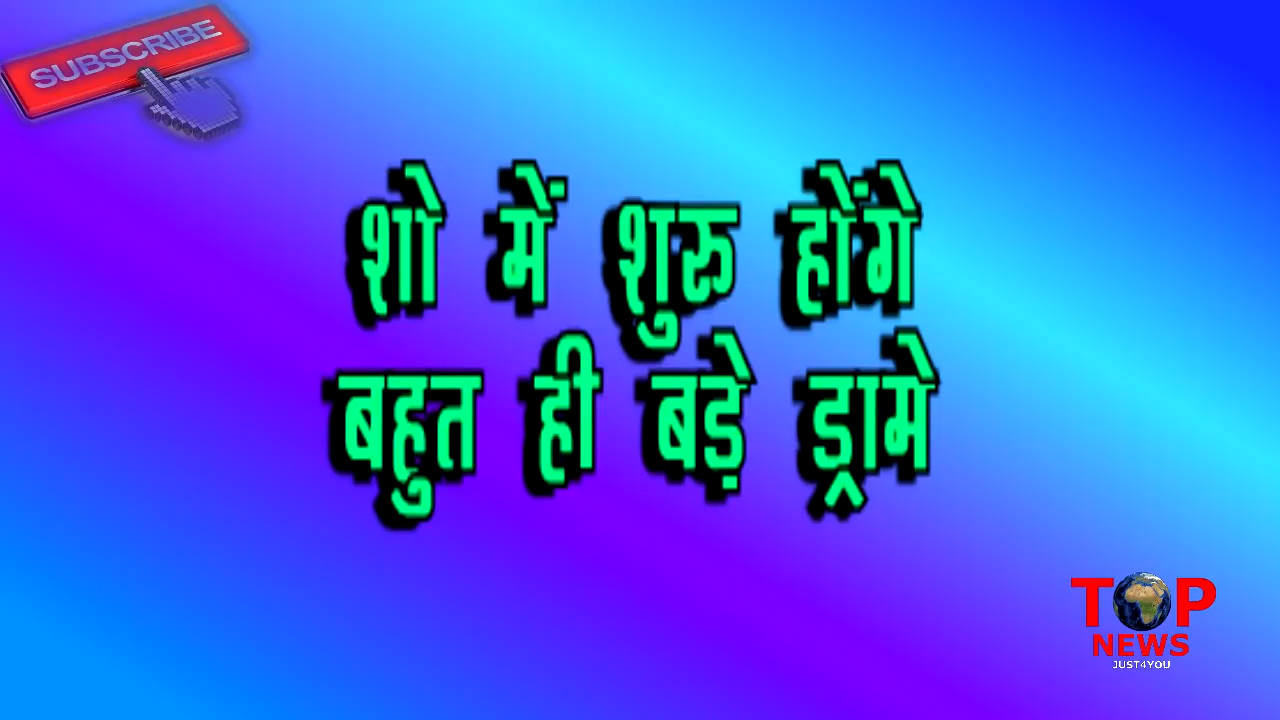 SUBSCRIBE
शो में शुरु होंगे
बहुत ही बड़े ड्रामे
TOP
NEWS
JUST4YOU